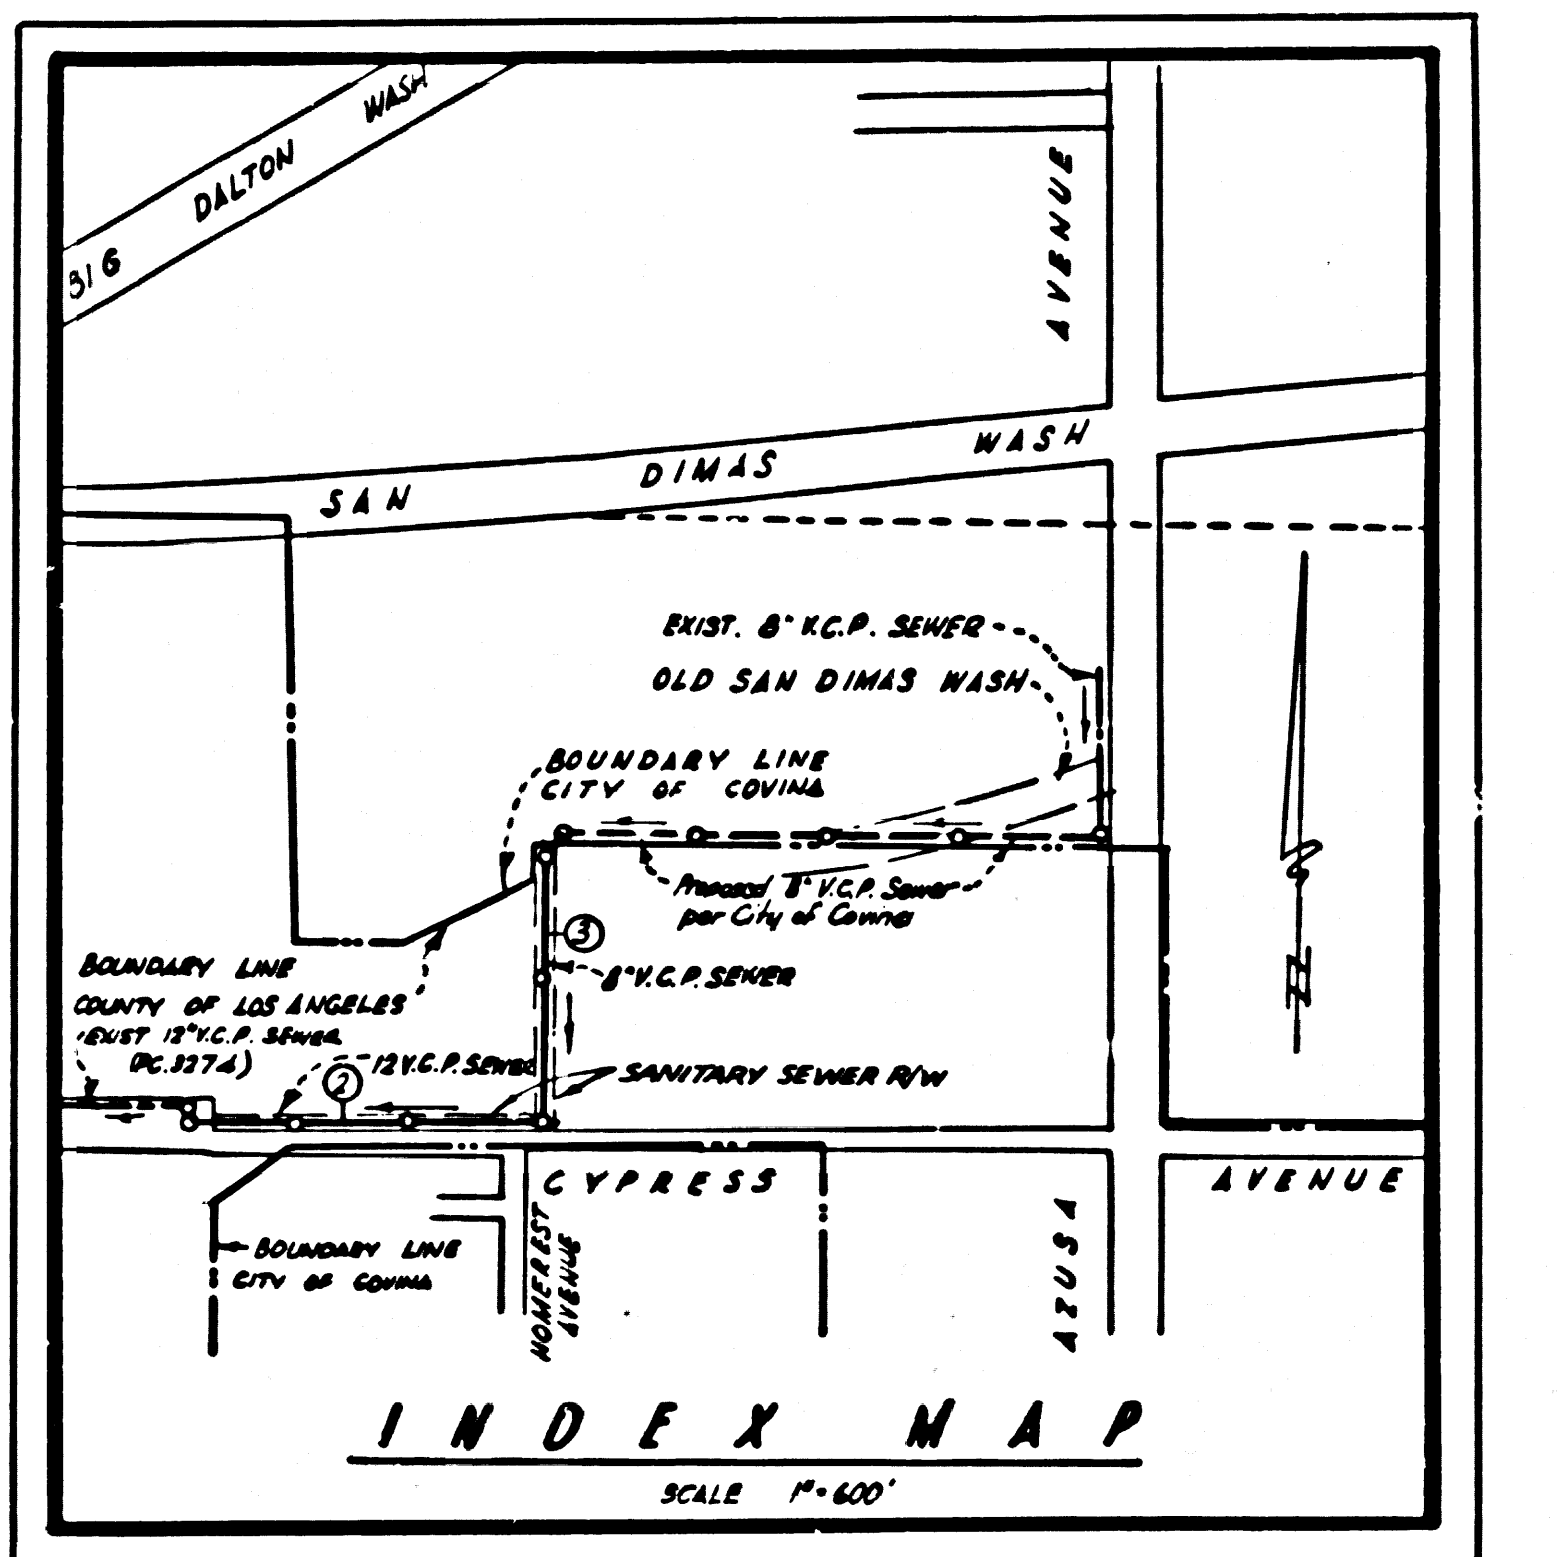 BIG DALTON WASH
AVENUE
SAN DIMAS WASH
EXIST. 8" V.C.P. SEWER
OLD SAN DIMAS WASH
BOUNDARY LINE
CITY OF COVINA
Proposed 8" V.C.P. Sewer
per City of Covina
3
8" V.C.P. SEWER
BOUNDARY LINE
COUNTY OF LOS ANGELES
EXIST 12" V.C.P. SEWER
(PC. 3274)
2
12 V.C.P. SEWER
SANITARY SEWER R/W
N
CYPRESS AVENUE
HOMEREST
AVENUE
AZUSA
BOUNDARY LINE
CITY OF COVINA
INDEX MAP
SCALE 1"=600'